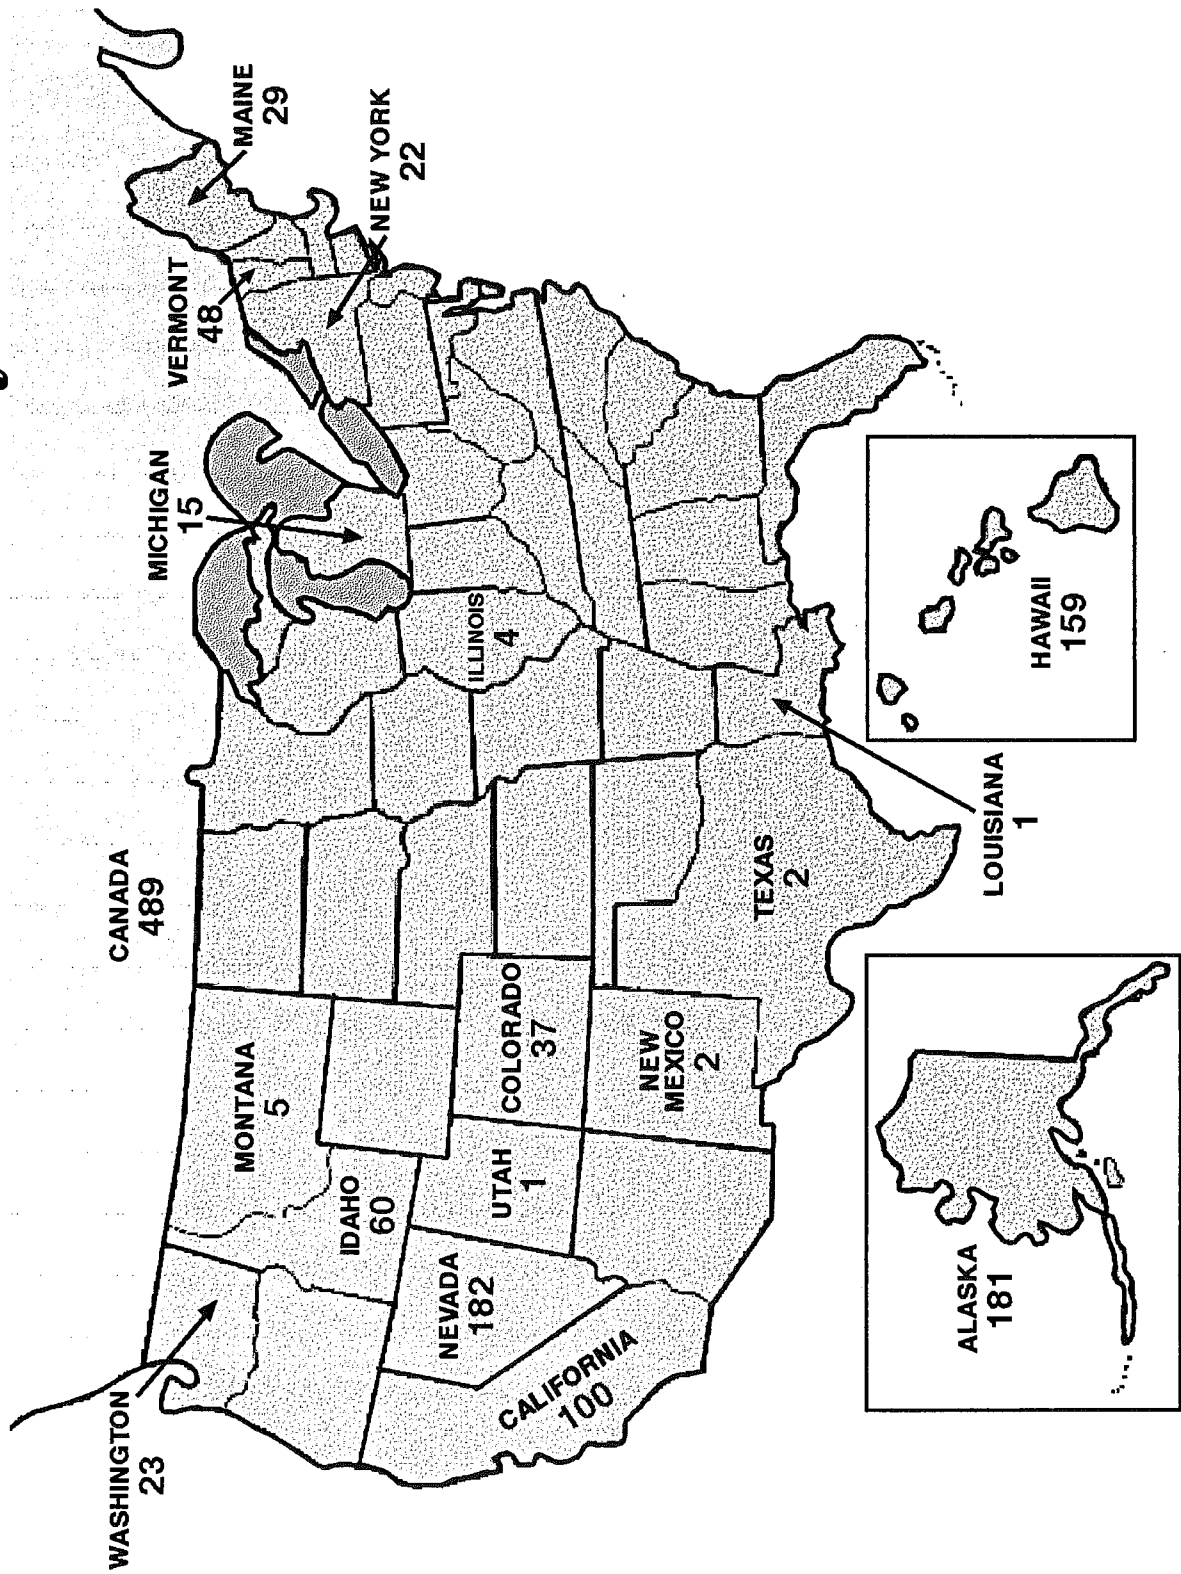 CANADA
489
WASHINGTON
23
MONTANA
5
MICHIGAN
15
VERMONT
48
MAINE
29
NEW YORK
22
IDAHO
60
NEVADA
182
UTAH
1
COLORADO
37
ILLINOIS
4
CALIFORNIA
100
NEW
MEXICO
2
TEXAS
2
LOUISIANA
1
ALASKA
181
HAWAII
159